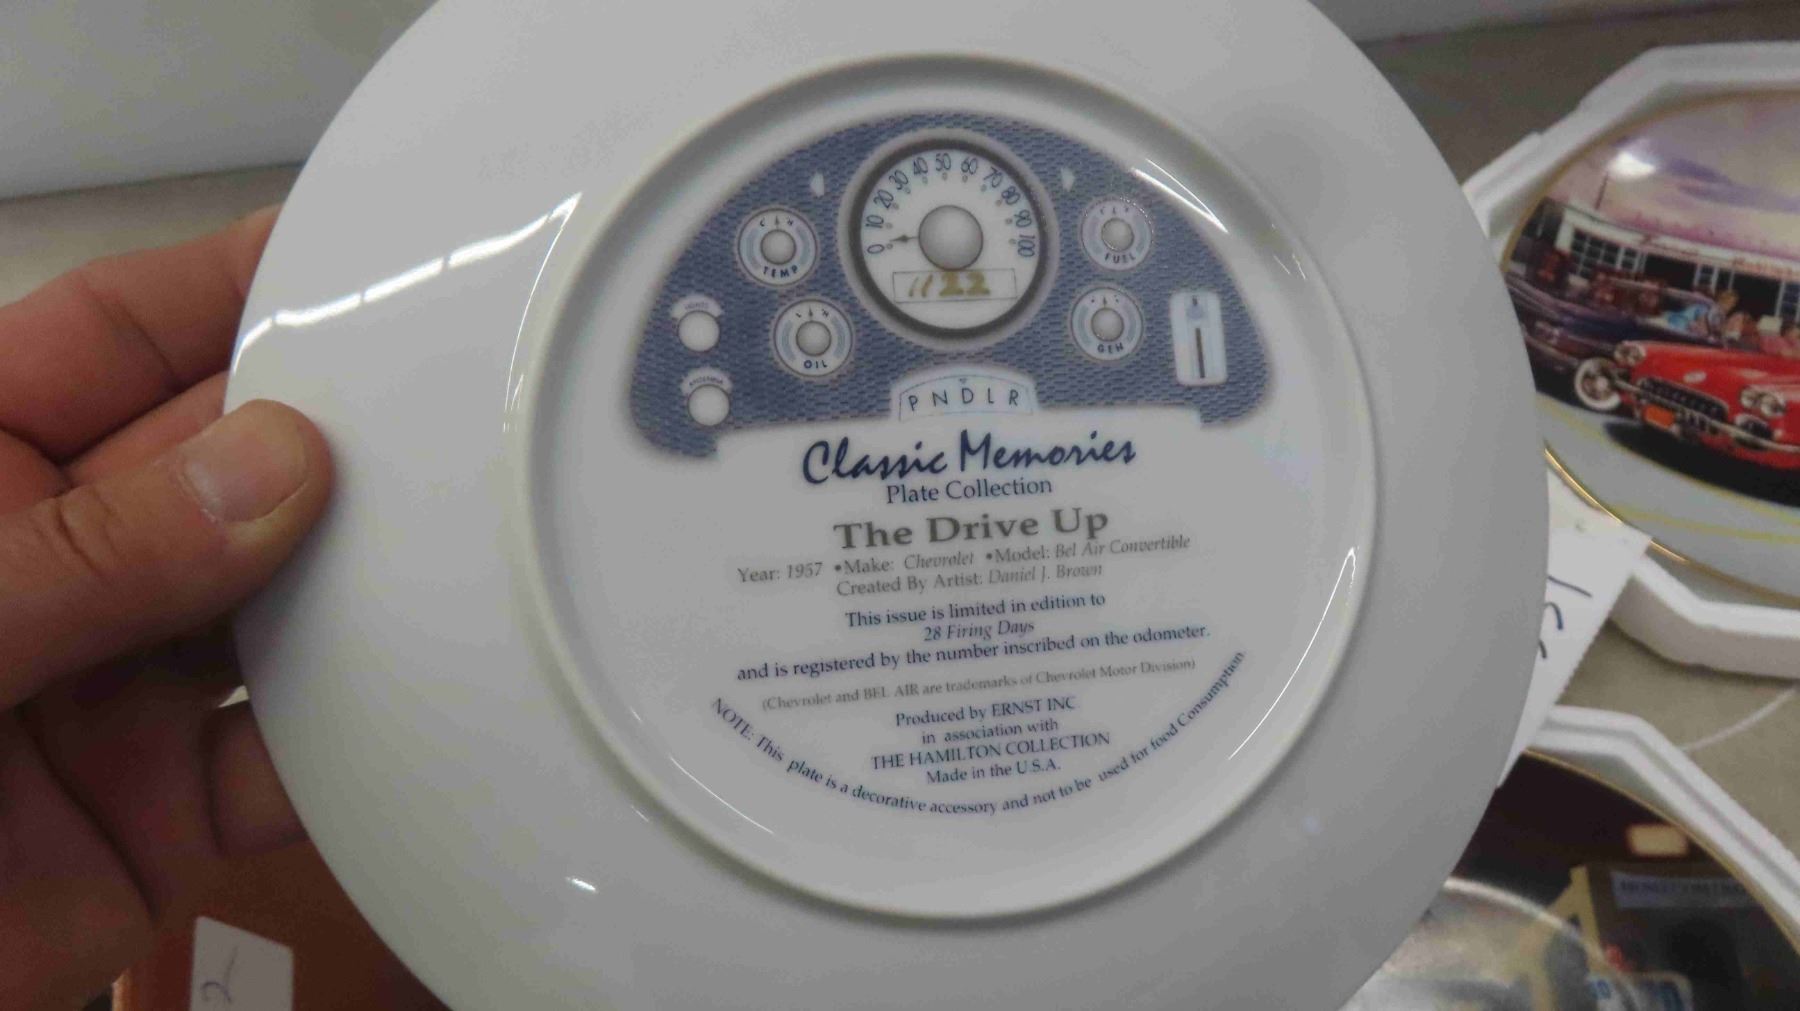 0 10 20 30 40 50 60 70 80 90 100
1122
C H
TEMP
FUEL
LIGHTS
OIL
GEN
ANTENNA
P N D L R
Classic Memories
Plate Collection
The Drive Up
Year: 1957 •Make: Chevrolet •Model: Bel Air Convertible
Created By Artist: Daniel J. Brown
This issue is limited in edition to
28 Firing Days
and is registered by the number inscribed on the odometer.
(Chevrolet and BEL AIR are trademarks of Chevrolet Motor Division)
Produced by ERNST INC
in association with
THE HAMILTON COLLECTION
Made in the U.S.A.
NOTE: This plate is a decorative accessory and not to be used for food Consumption
2